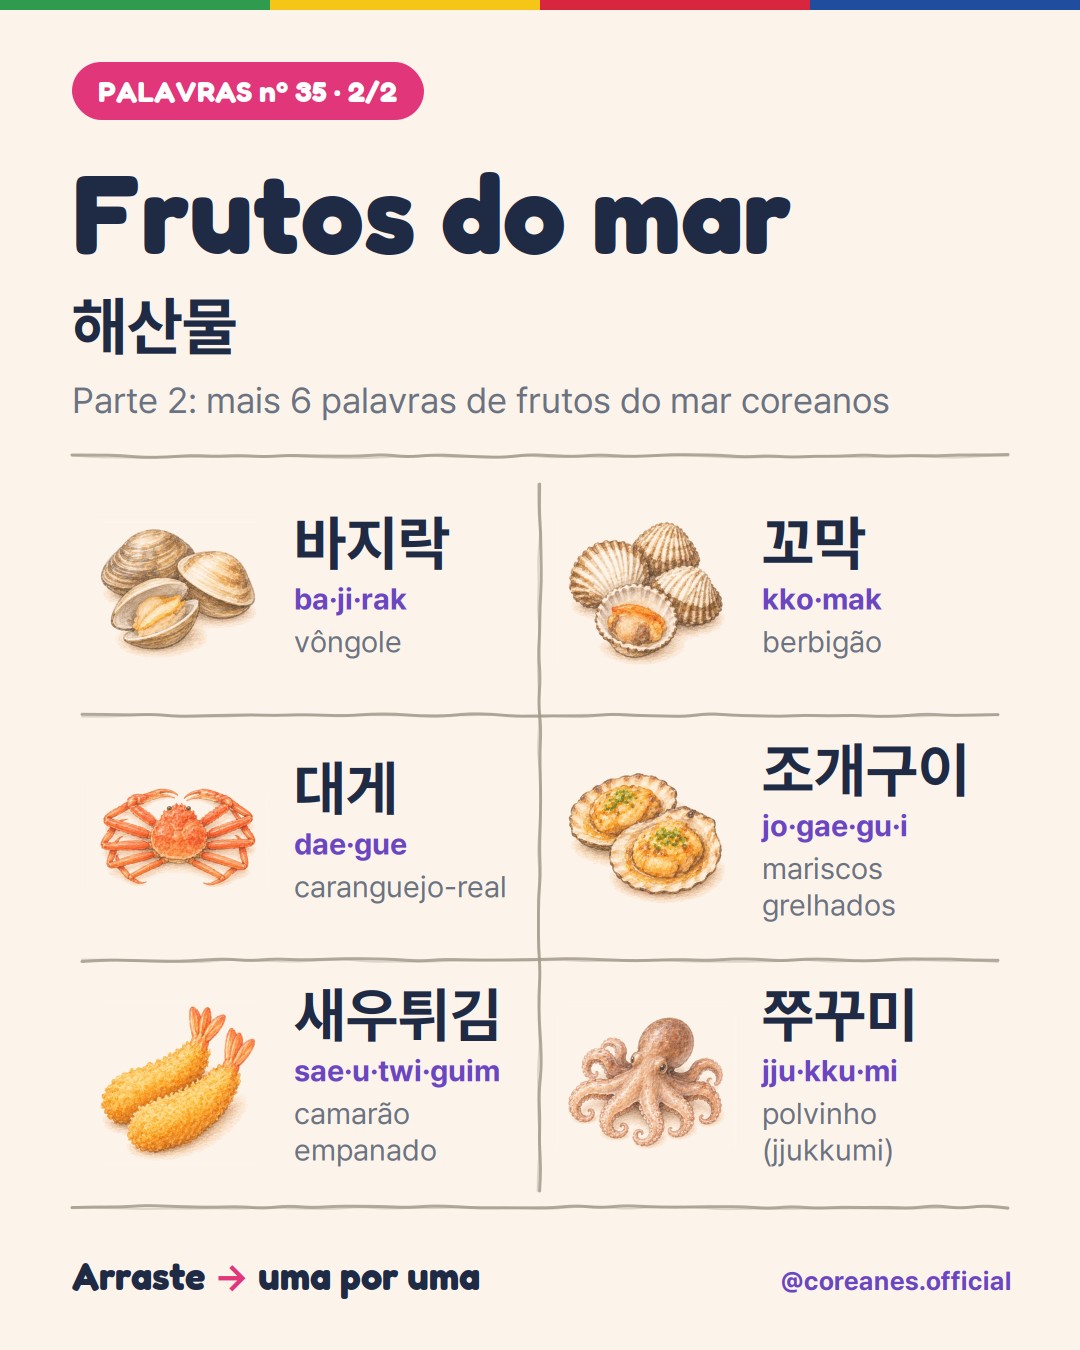 PALAVRAS nº 35 · 2/2
Frutos do mar
해산물
Parte 2: mais 6 palavras de frutos do mar coreanos
바지락
ba·ji·rak
vôngole
꼬막
kko·mak
berbigão
대게
dae·gue
caranguejo-real
조개구이
jo·gae·gu·i
mariscos
grelhados
새우튀김
sae·u·twi·guim
camarão
empanado
쭈꾸미
jju·kku·mi
polvinho
(jjukkumi)
Arraste → uma por uma
@coreanes.official